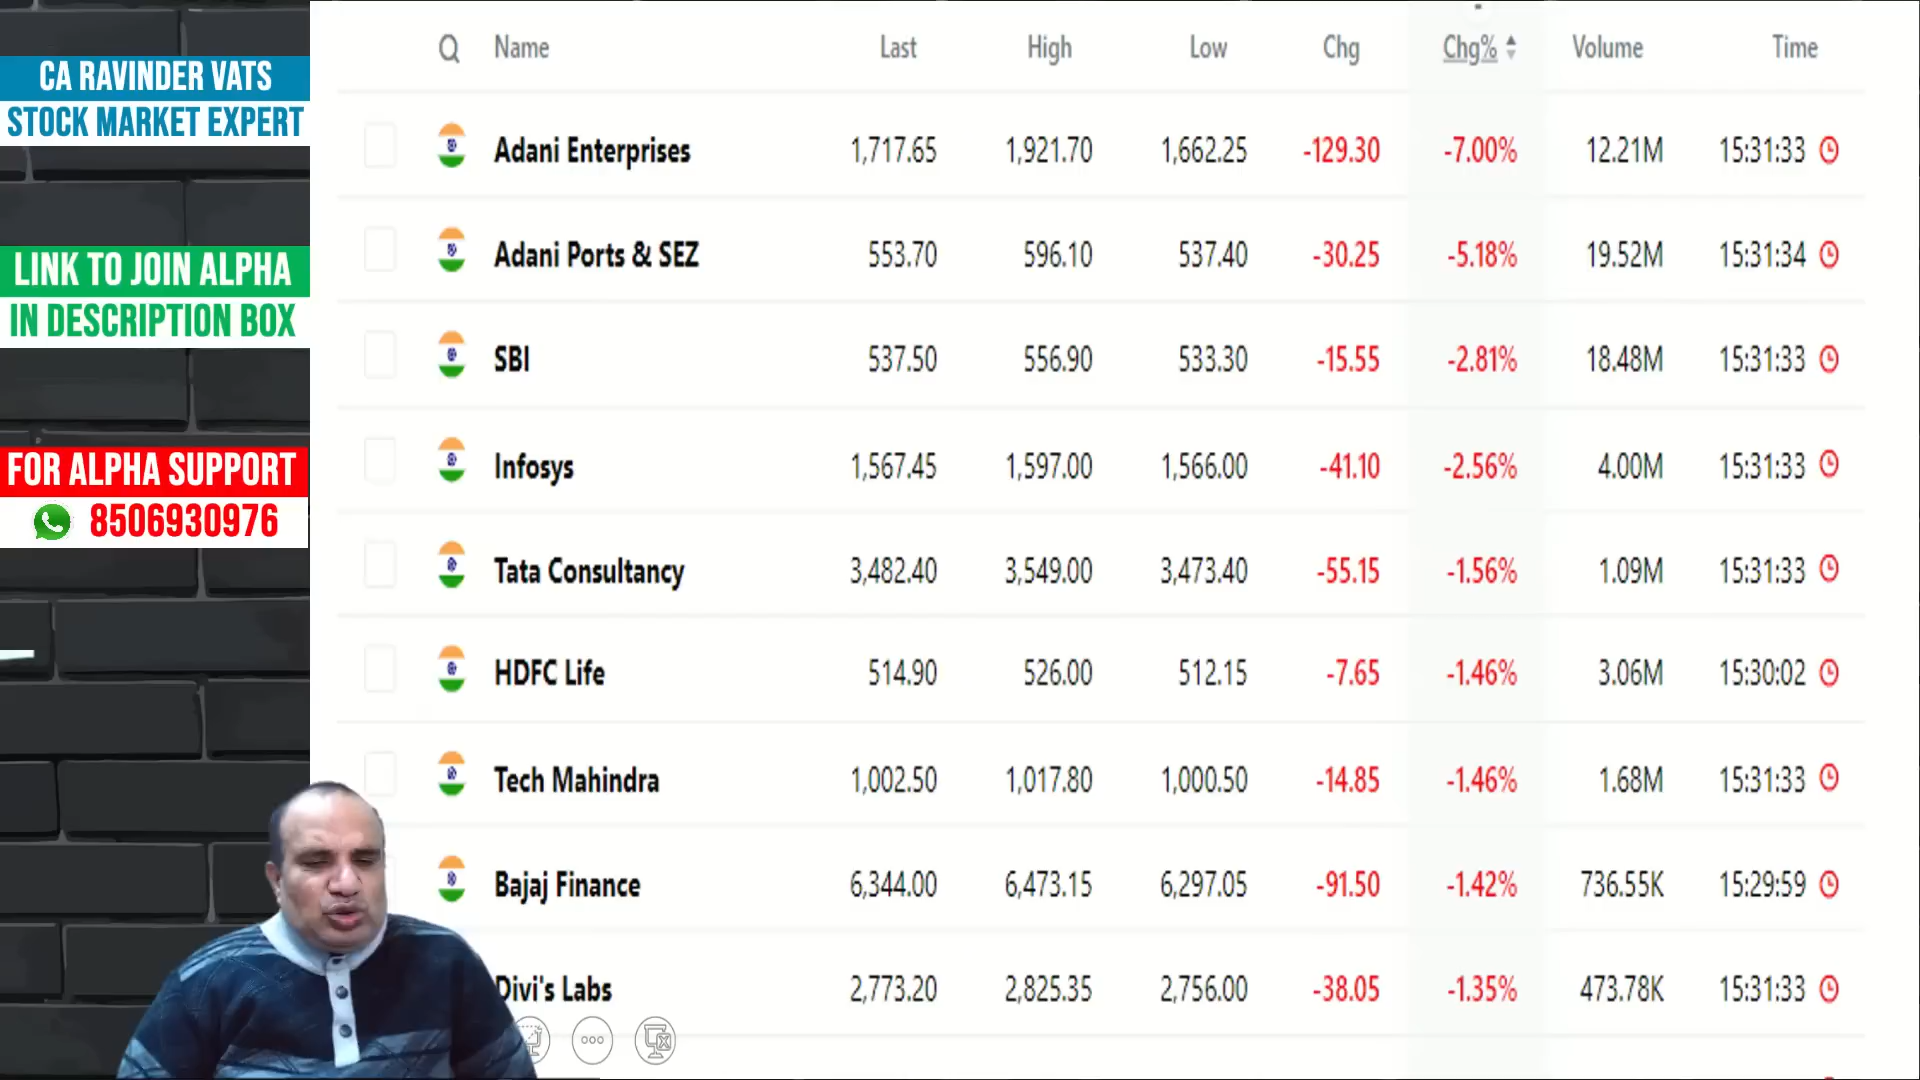 CA RAVINDER VATS
STOCK MARKET EXPERT
LINK TO JOIN ALPHA
IN DESCRIPTION BOX
FOR ALPHA SUPPORT
8506930976
Name Last High Low Chg Chg% Volume Time
Adani Enterprises 1,717.65 1,921.70 1,662.25 -129.30 -7.00% 12.21M 15:31:33
Adani Ports & SEZ 553.70 596.10 537.40 -30.25 -5.18% 19.52M 15:31:34
SBI 537.50 556.90 533.30 -15.55 -2.81% 18.48M 15:31:33
Infosys 1,567.45 1,597.00 1,566.00 -41.10 -2.56% 4.00M 15:31:33
Tata Consultancy 3,482.40 3,549.00 3,473.40 -55.15 -1.56% 1.09M 15:31:33
HDFC Life 514.90 526.00 512.15 -7.65 -1.46% 3.06M 15:30:02
Tech Mahindra 1,002.50 1,017.80 1,000.50 -14.85 -1.46% 1.68M 15:31:33
Bajaj Finance 6,344.00 6,473.15 6,297.05 -91.50 -1.42% 736.55K 15:29:59
Divi's Labs 2,773.20 2,825.35 2,756.00 -38.05 -1.35% 473.78K 15:31:33